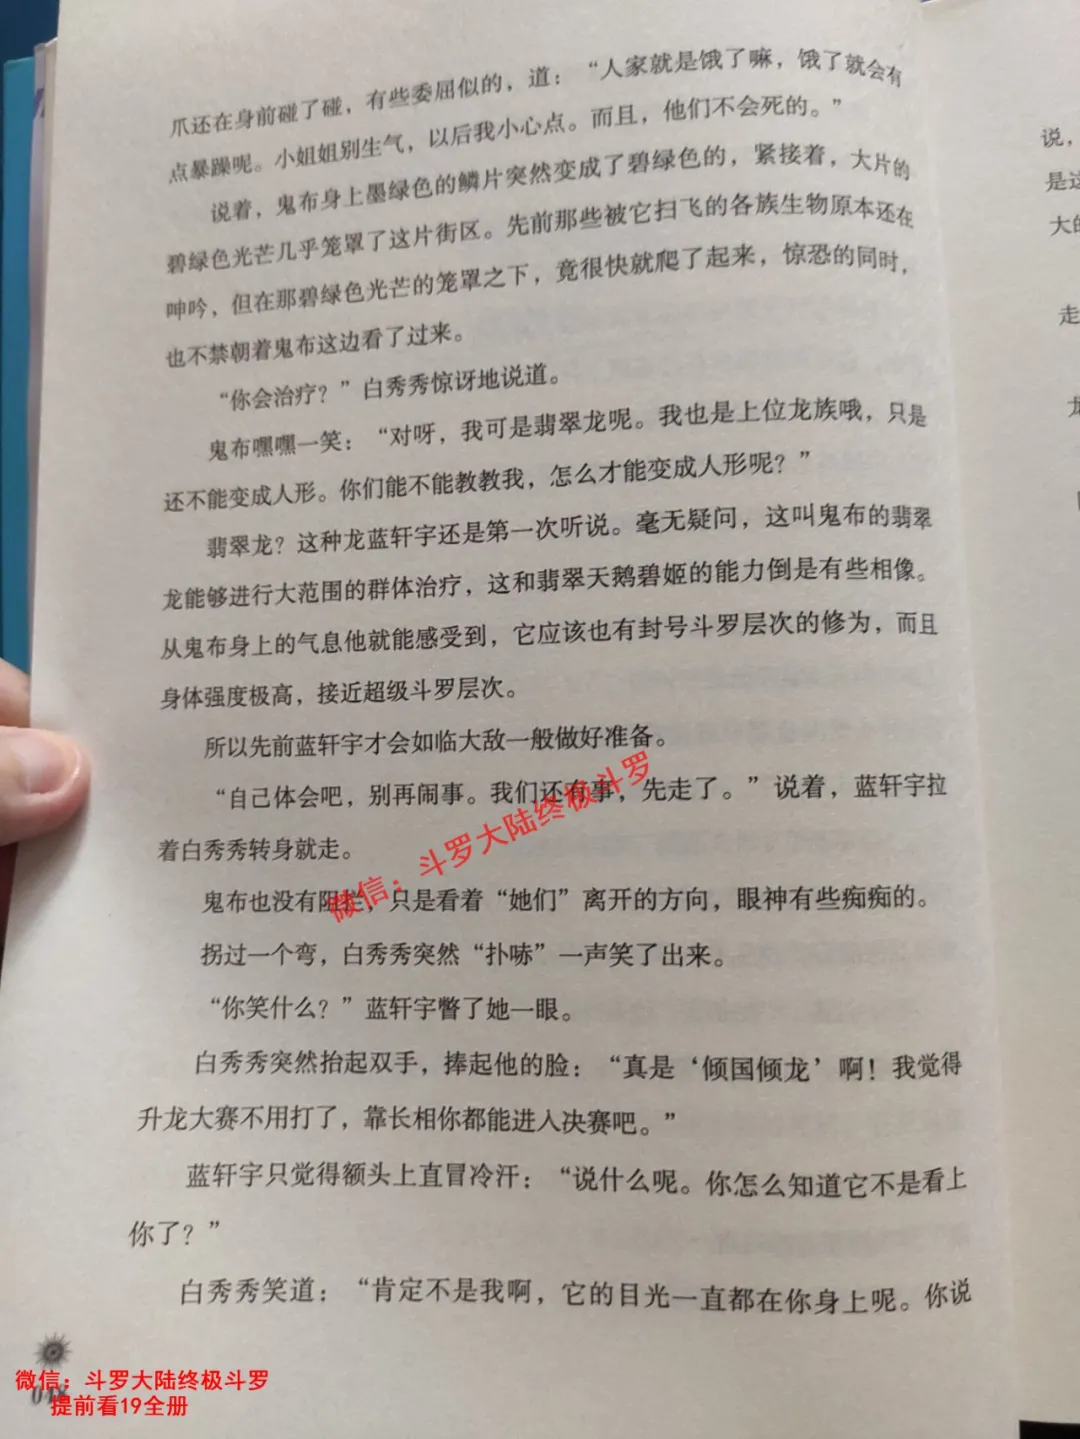 爪还在身前碰了碰，有些委屈似的，道：“人家就是饿了嘛，饿了就会有
点暴躁呢。小姐姐别生气，以后我小心点。而且，他们不会死的。”
说着，鬼布身上墨绿色的鳞片突然变成了碧绿色的，紧接着，大片的
碧绿色光芒几乎笼罩了这片街区。先前那些被它扫飞的各族生物原本还在
呻吟，但在那碧绿色光芒的笼罩之下，竟很快就爬了起来，惊恐的同时，
也不禁朝着鬼布这边看了过来。
“你会治疗？”白秀秀惊讶地说道。
鬼布嘿嘿一笑：“对呀，我可是翡翠龙呢。我也是上位龙族哦，只是
还不能变成人形。你们能不能教教我，怎么才能变成人形呢？”
翡翠龙？这种龙蓝轩宇还是第一次听说。毫无疑问，这叫鬼布的翡翠
龙能够进行大范围的群体治疗，这和翡翠天鹅碧姬的能力倒是有些相像。
从鬼布身上的气息他就能感受到，它应该也有封号斗罗层次的修为，而且
身体强度极高，接近超级斗罗层次。
所以先前蓝轩宇才会如临大敌一般做好准备。
“自己体会吧，别再闹事。我们还有事，先走了。”说着，蓝轩宇拉
着白秀秀转身就走。
鬼布也没有阻拦，只是看着“她们”离开的方向，眼神有些痴痴的。
拐过一个弯，白秀秀突然“扑哧”一声笑了出来。
“你笑什么？”蓝轩宇瞥了她一眼。
白秀秀突然抬起双手，捧起他的脸：“真是‘倾国倾龙’啊！我觉得
升龙大赛不用打了，靠长相你都能进入决赛吧。”
蓝轩宇只觉得额头上直冒冷汗：“说什么呢。你怎么知道它不是看上
你了？”
白秀秀笑道：“肯定不是我啊，它的目光一直都在你身上呢。你说
微信：斗罗大陆终极斗罗
微信：斗罗大陆终极斗罗
提前看19全册
说，
是这
大的
走
龙